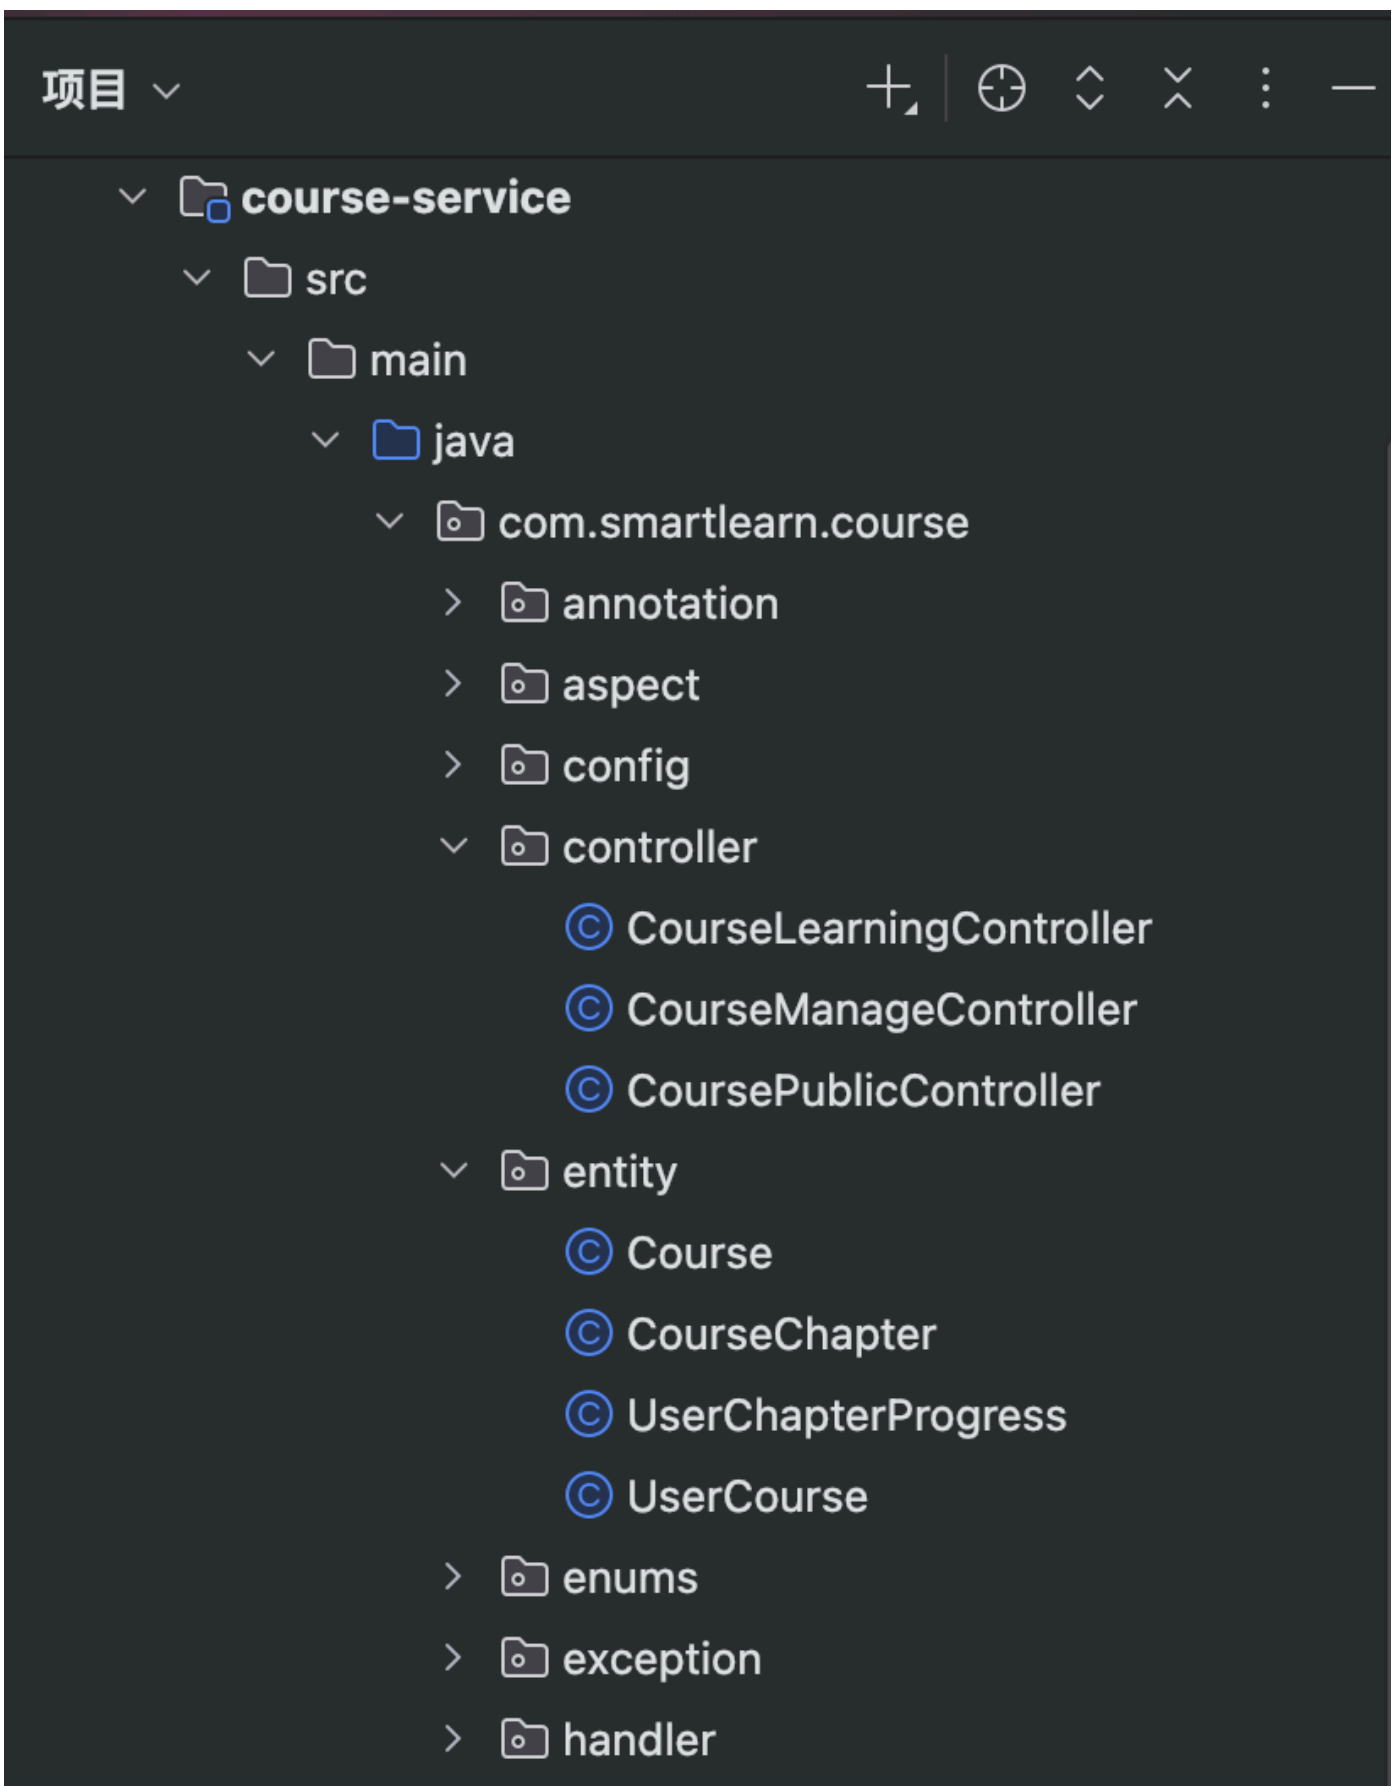 项目
course-service
src
main
java
com.smartlearn.course
annotation
aspect
config
controller
CourseLearningController
CourseManageController
CoursePublicController
entity
Course
CourseChapter
UserChapterProgress
UserCourse
enums
exception
handler